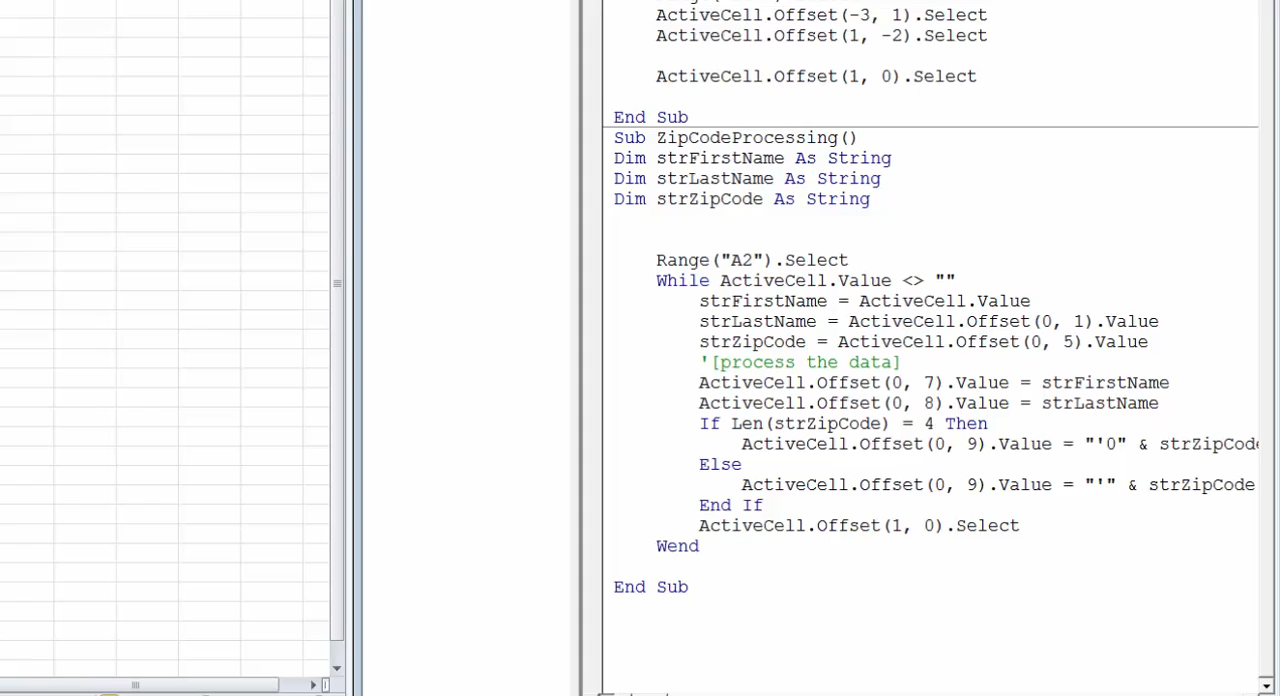 ActiveCell.Offset(-3, 1).Select
ActiveCell.Offset(1, -2).Select
ActiveCell.Offset(1, 0).Select
End Sub
Sub ZipCodeProcessing()
Dim strFirstName As String
Dim strLastName As String
Dim strZipCode As String
Range("A2").Select
While ActiveCell.Value <> ""
strFirstName = ActiveCell.Value
strLastName = ActiveCell.Offset(0, 1).Value
strZipCode = ActiveCell.Offset(0, 5).Value
'[process the data]
ActiveCell.Offset(0, 7).Value = strFirstName
ActiveCell.Offset(0, 8).Value = strLastName
If Len(strZipCode) = 4 Then
ActiveCell.Offset(0, 9).Value = "'0" & strZipCod
Else
ActiveCell.Offset(0, 9).Value = "'" & strZipCode
End If
ActiveCell.Offset(1, 0).Select
Wend
End Sub